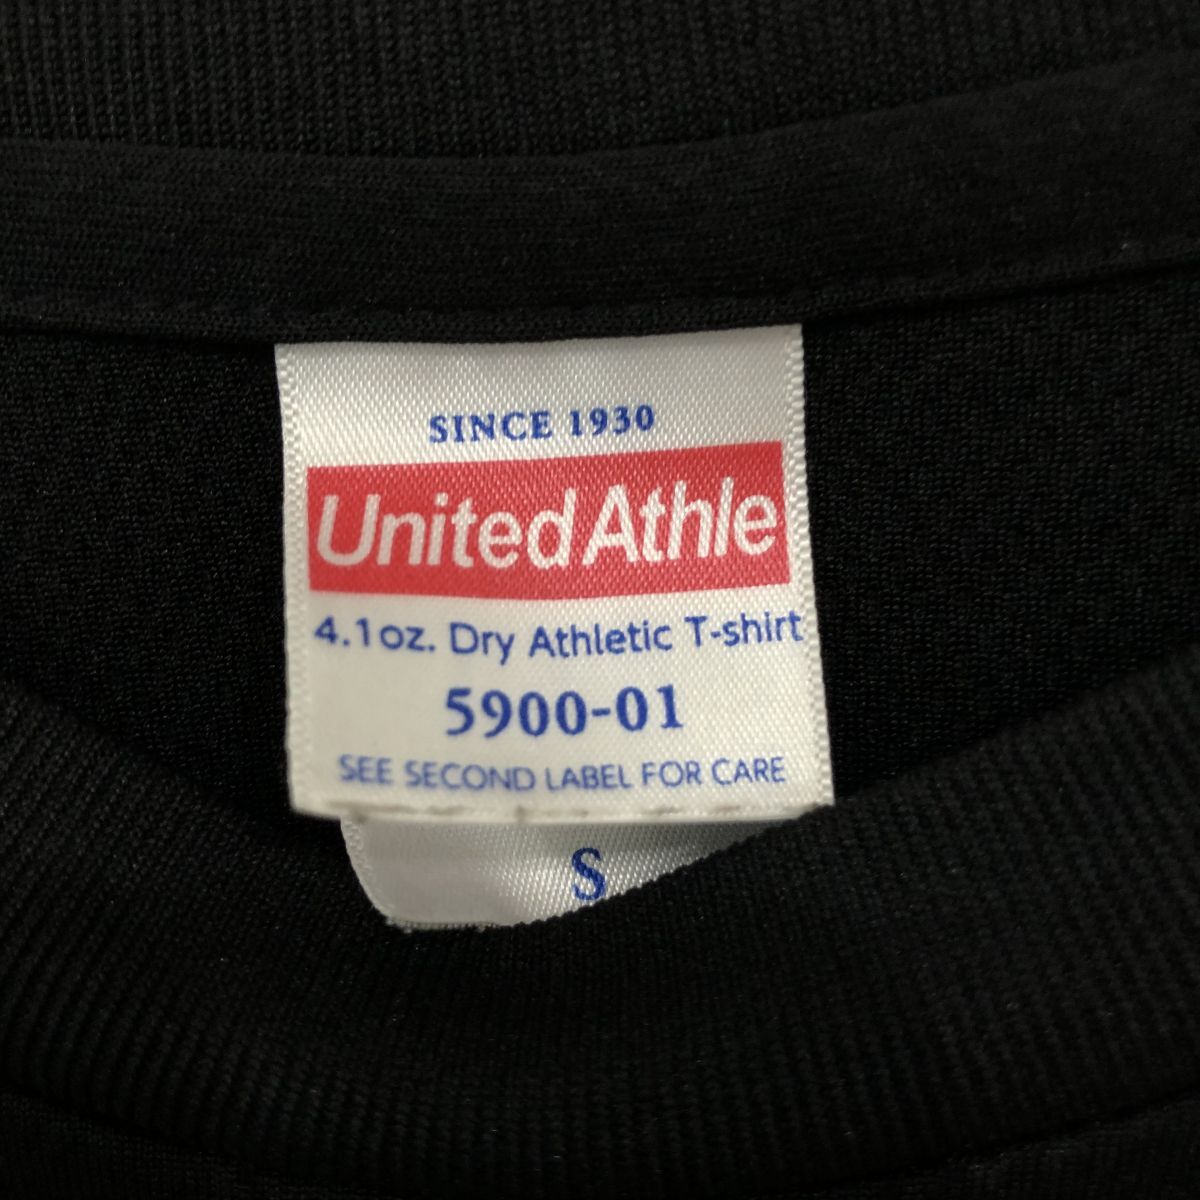 SINCE 1930
United Athle
4.1oz. Dry Athletic T-shirt
5900-01
SEE SECOND LABEL FOR CARE
S